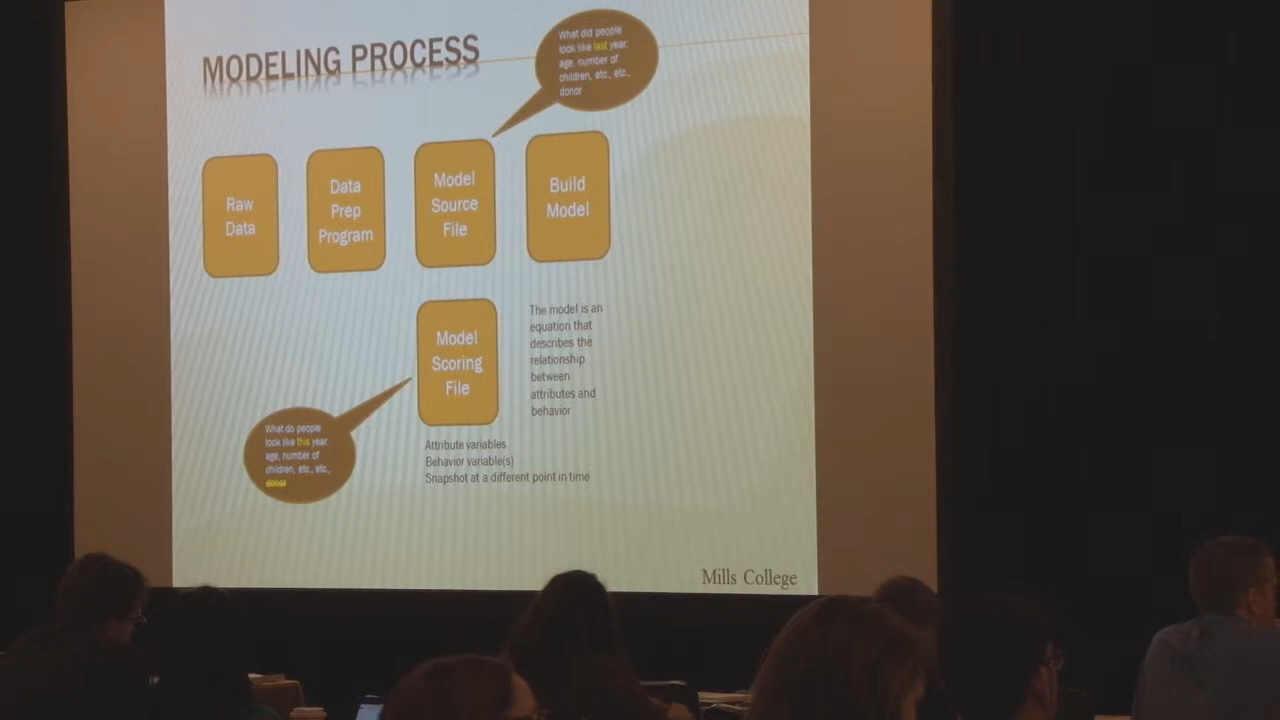 MODELING PROCESS
What did people
look like last year:
age, number of
children, etc., etc.,
donor
Raw
Data
Data
Prep
Program
Model
Source
File
Build
Model
Model
Scoring
File
The model is an
equation that
describes the
relationship
between
attributes and
behavior
What do people
look like this year:
age, number of
children, etc., etc.,
donor
Attribute variables
Behavior variable(s)
Snapshot at a different point in time
Mills College